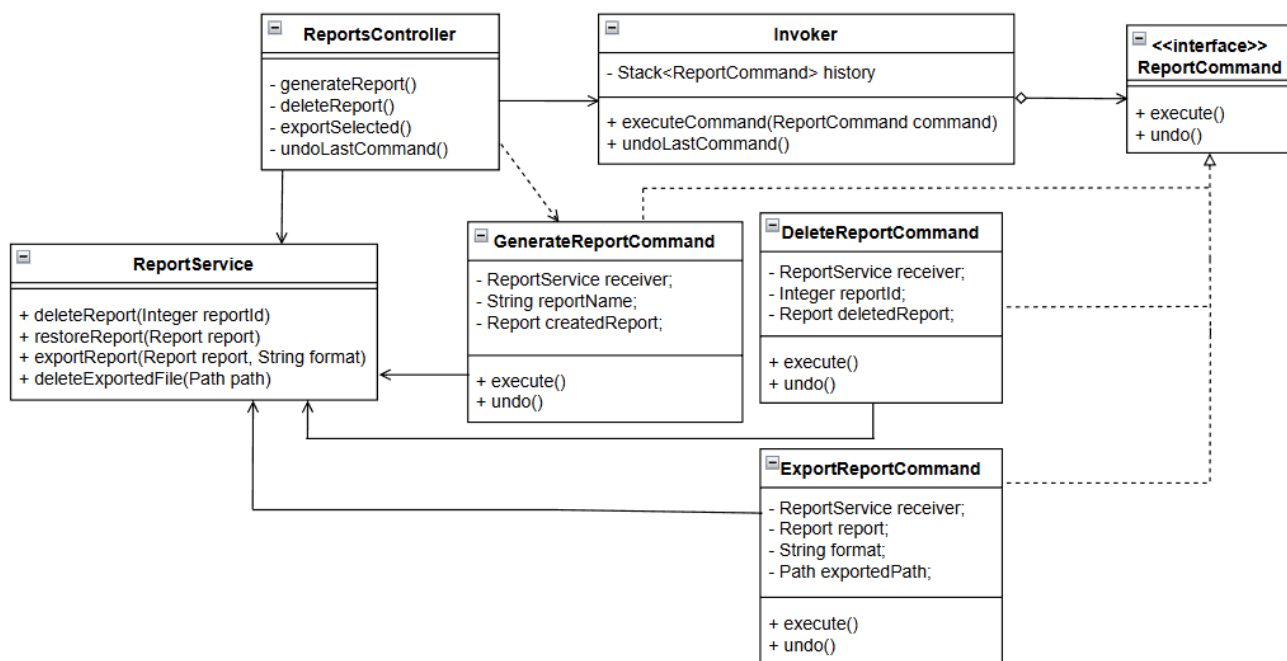 ReportsController
- generateReport()
- deleteReport()
- exportSelected()
- undoLastCommand()
Invoker
- Stack<ReportCommand> history
+ executeCommand(ReportCommand command)
+ undoLastCommand()
<<interface>>
ReportCommand
+ execute()
+ undo()
ReportService
+ deleteReport(Integer reportId)
+ restoreReport(Report report)
+ exportReport(Report report, String format)
+ deleteExportedFile(Path path)
GenerateReportCommand
- ReportService receiver;
- String reportName;
- Report createdReport;
+ execute()
+ undo()
DeleteReportCommand
- ReportService receiver;
- Integer reportId;
- Report deletedReport;
+ execute()
+ undo()
ExportReportCommand
- ReportService receiver;
- Report report;
- String format;
- Path exportedPath;
+ execute()
+ undo()